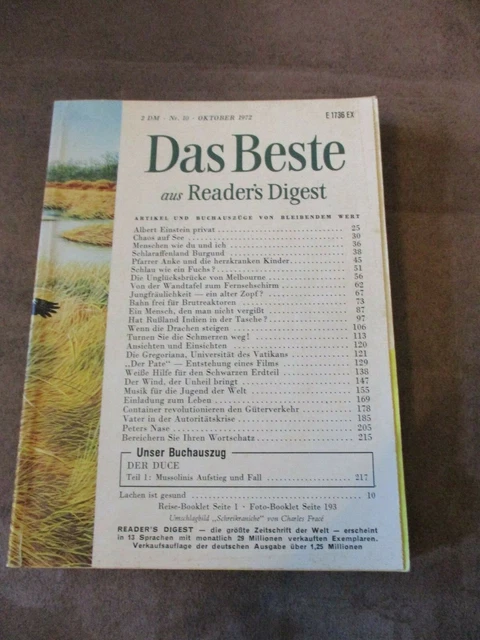 2 DM · Nr. 10 · OKTOBER 1972 E 1736 EX
Das Beste
aus Reader's Digest
ARTIKEL UND BUCHAUSZÜGE VON BLEIBENDEM WERT
Albert Einstein privat 25
Chaos auf See 30
Menschen wie du und ich 36
Schlaraffenland Burgund 38
Pfarrer Anke und die herzkranken Kinder 45
Schlau wie ein Fuchs? 51
Die Unglücksbrücke von Melbourne 56
Von der Wandtafel zum Fernsehschirm 62
Jungfräulichkeit — ein alter Zopf? 67
Bahn frei für Brutreaktoren 73
Ein Mensch, den man nicht vergißt 87
Hat Rußland Indien in der Tasche? 97
Wenn die Drachen steigen 106
Turnen Sie die Schmerzen weg! 113
Ansichten und Einsichten 120
Die Gregoriana, Universität des Vatikans 121
„Der Pate“ — Entstehung eines Films 129
Weiße Hilfe für den Schwarzen Erdteil 138
Der Wind, der Unheil bringt 147
Musik für die Jugend der Welt 155
Einladung zum Leben 169
Container revolutionieren den Güterverkehr 178
Vater in der Autoritätskrise 185
Peters Nase 205
Bereichern Sie Ihren Wortschatz 215
Unser Buchauszug
DER DUCE
Teil 1: Mussolinis Aufstieg und Fall 217
Lachen ist gesund 10
Reise-Booklet Seite 1 · Foto-Booklet Seite 193
Umschlagbild „Schreikraniche“ von Charles Fracé
READER'S DIGEST — die größte Zeitschrift der Welt — erscheint
in 13 Sprachen mit monatlich 29 Millionen verkauften Exemplaren.
Verkaufsauflage der deutschen Ausgabe über 1,25 Millionen